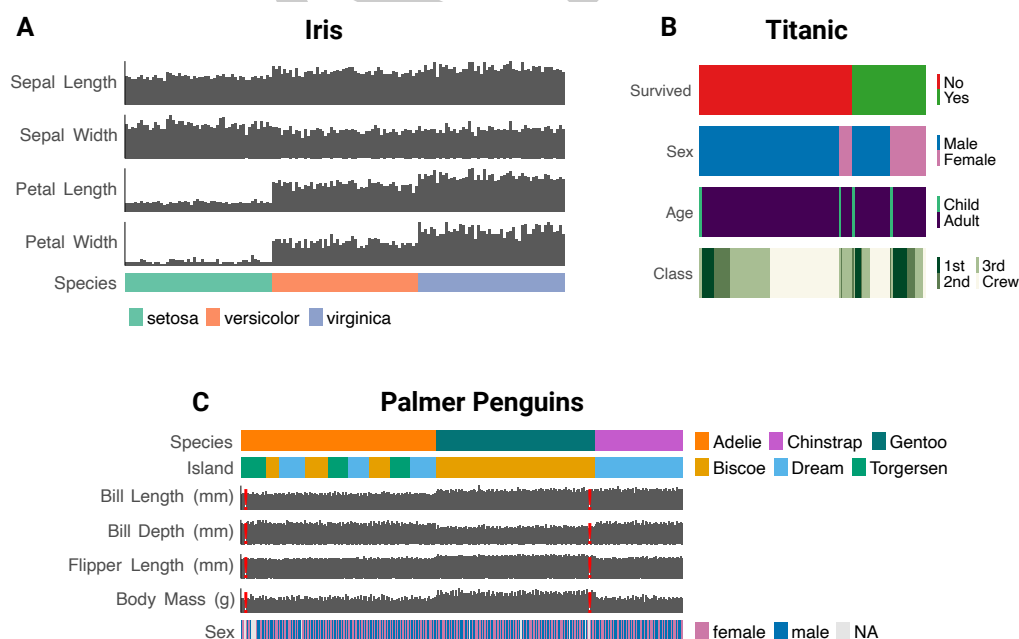 A
Iris
Sepal Length
Sepal Width
Petal Length
Petal Width
Species
setosa versicolor virginica
B
Titanic
Survived
No
Yes
Sex
Male
Female
Age
Child
Adult
Class
1st 3rd
2nd Crew
C
Palmer Penguins
Species
Adelie Chinstrap Gentoo
Island
Biscoe Dream Torgersen
Bill Length (mm)
Bill Depth (mm)
Flipper Length (mm)
Body Mass (g)
Sex
female male NA